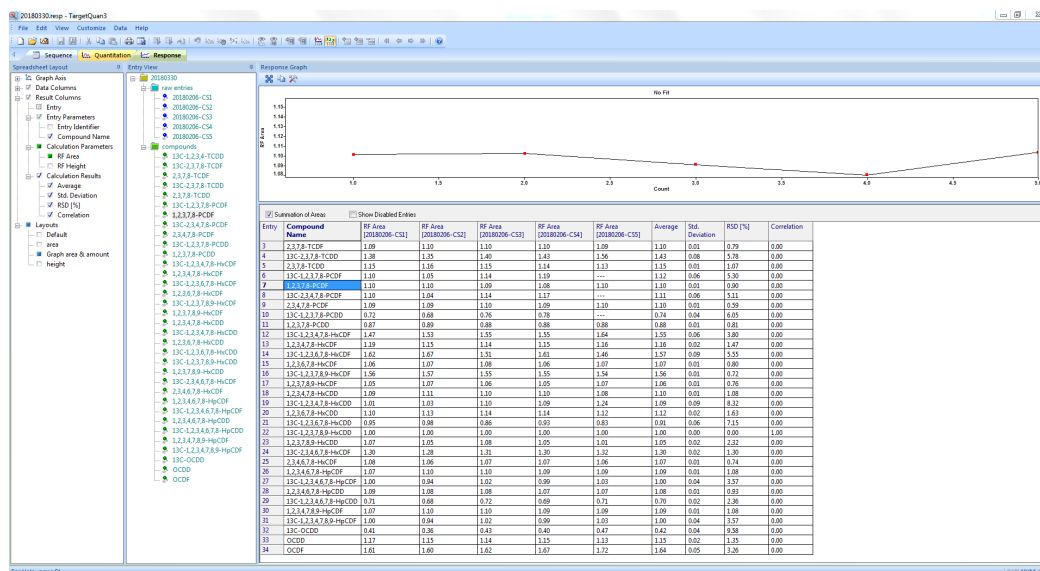 20180330.resp - TargetQuan3
File Edit View Customize Data Help
Sequence Quantitation Response
Spreadsheet Layout
Graph Axis
Data Columns
Result Columns
Entry
Entry Parameters
Entry Identifier
Compound Name
Calculation Parameters
RF Area
RF Height
Calculation Results
Average
Std. Deviation
RSD [%]
Correlation
Layouts
Default
area
Graph area & amount
height
Entry View
20180330
raw entries
20180206-CS1
20180206-CS2
20180206-CS3
20180206-CS4
20180206-CS5
compounds
13C-1,2,3,4-TCDD
13C-2,3,7,8-TCDF
2,3,7,8-TCDF
13C-2,3,7,8-TCDD
2,3,7,8-TCDD
13C-1,2,3,7,8-PCDF
1,2,3,7,8-PCDF
13C-2,3,4,7,8-PCDF
2,3,4,7,8-PCDF
13C-1,2,3,7,8-PCDD
1,2,3,7,8-PCDD
13C-1,2,3,4,7,8-HxCDF
1,2,3,4,7,8-HxCDF
13C-1,2,3,6,7,8-HxCDF
1,2,3,6,7,8-HxCDF
13C-1,2,3,7,8,9-HxCDF
1,2,3,7,8,9-HxCDF
1,2,3,4,7,8-HxCDD
13C-1,2,3,4,7,8-HxCDD
1,2,3,6,7,8-HxCDD
13C-1,2,3,6,7,8-HxCDD
13C-1,2,3,7,8,9-HxCDD
1,2,3,7,8,9-HxCDD
13C-2,3,4,6,7,8-HxCDF
2,3,4,6,7,8-HxCDF
1,2,3,4,6,7,8-HpCDF
13C-1,2,3,4,6,7,8-HpCDF
1,2,3,4,6,7,8-HpCDD
13C-1,2,3,4,6,7,8-HpCDD
1,2,3,4,7,8,9-HpCDF
13C-1,2,3,4,7,8,9-HpCDF
13C-OCDD
OCDD
OCDF
Response Graph
No Fit
RF Area
1.15
1.14
1.13
1.12
1.11
1.10
1.09
1.08
1.0 1.5 2.0 2.5 3.0 3.5 4.0 4.5 5.0
Count
Summation of Areas Show Disabled Entries
Entry Compound Name RF Area [20180206-CS1] RF Area [20180206-CS2] RF Area [20180206-CS3] RF Area [20180206-CS4] RF Area [20180206-CS5] Average Std. Deviation RSD [%] Correlation
3 2,3,7,8-TCDF 1.09 1.10 1.10 1.10 1.09 1.10 0.01 0.79 0.00
4 13C-2,3,7,8-TCDD 1.38 1.35 1.40 1.43 1.56 1.43 0.08 5.78 0.00
5 2,3,7,8-TCDD 1.15 1.16 1.15 1.14 1.13 1.15 0.01 1.07 0.00
6 13C-1,2,3,7,8-PCDF 1.10 1.05 1.14 1.19 --- 1.12 0.06 5.30 0.00
7 1,2,3,7,8-PCDF 1.10 1.10 1.09 1.08 1.10 1.10 0.01 0.90 0.00
8 13C-2,3,4,7,8-PCDF 1.10 1.04 1.14 1.17 --- 1.11 0.06 5.11 0.00
9 2,3,4,7,8-PCDF 1.09 1.09 1.10 1.09 1.10 1.10 0.01 0.59 0.00
10 13C-1,2,3,7,8-PCDD 0.72 0.68 0.76 0.78 --- 0.74 0.04 6.05 0.00
11 1,2,3,7,8-PCDD 0.87 0.89 0.88 0.88 0.88 0.88 0.01 0.81 0.00
12 13C-1,2,3,4,7,8-HxCDF 1.47 1.53 1.55 1.55 1.64 1.55 0.06 3.80 0.00
13 1,2,3,4,7,8-HxCDF 1.19 1.15 1.14 1.15 1.16 1.16 0.02 1.47 0.00
14 13C-1,2,3,6,7,8-HxCDF 1.62 1.67 1.51 1.61 1.46 1.57 0.09 5.55 0.00
15 1,2,3,6,7,8-HxCDF 1.07 1.08 1.06 1.07 1.07 1.07 0.01 0.80 0.00
16 13C-1,2,3,7,8,9-HxCDF 1.56 1.57 1.55 1.55 1.54 1.56 0.01 0.72 0.00
17 1,2,3,7,8,9-HxCDF 1.05 1.07 1.06 1.05 1.07 1.06 0.01 0.76 0.00
18 1,2,3,4,7,8-HxCDD 1.09 1.11 1.10 1.10 1.08 1.10 0.01 1.08 0.00
19 13C-1,2,3,4,7,8-HxCDD 1.01 1.03 1.10 1.09 1.24 1.09 0.09 8.32 0.00
20 1,2,3,6,7,8-HxCDD 1.10 1.13 1.14 1.14 1.12 1.12 0.02 1.63 0.00
21 13C-1,2,3,6,7,8-HxCDD 0.95 0.98 0.86 0.93 0.83 0.91 0.06 7.15 0.00
22 13C-1,2,3,7,8,9-HxCDD 1.00 1.00 1.00 1.00 1.00 1.00 0.00 0.00 1.00
23 1,2,3,7,8,9-HxCDD 1.07 1.05 1.08 1.05 1.01 1.05 0.02 2.32 0.00
24 13C-2,3,4,6,7,8-HxCDF 1.30 1.28 1.31 1.30 1.32 1.30 0.02 1.30 0.00
25 2,3,4,6,7,8-HxCDF 1.08 1.06 1.07 1.07 1.06 1.07 0.01 0.74 0.00
26 1,2,3,4,6,7,8-HpCDF 1.07 1.10 1.10 1.09 1.09 1.09 0.01 1.08 0.00
27 13C-1,2,3,4,6,7,8-HpCDF 1.00 0.94 1.02 0.99 1.03 1.00 0.04 3.57 0.00
28 1,2,3,4,6,7,8-HpCDD 1.09 1.08 1.08 1.07 1.07 1.08 0.01 0.93 0.00
29 13C-1,2,3,4,6,7,8-HpCDD 0.71 0.68 0.72 0.69 0.71 0.70 0.02 2.36 0.00
30 1,2,3,4,7,8,9-HpCDF 1.07 1.10 1.10 1.09 1.09 1.09 0.01 1.08 0.00
31 13C-1,2,3,4,7,8,9-HpCDF 1.00 0.94 1.02 0.99 1.03 1.00 0.04 3.57 0.00
32 13C-OCDD 0.41 0.36 0.43 0.40 0.47 0.42 0.04 9.58 0.00
33 OCDD 1.17 1.15 1.14 1.15 1.13 1.15 0.02 1.35 0.00
34 OCDF 1.61 1.60 1.62 1.67 1.72 1.64 0.05 3.26 0.00